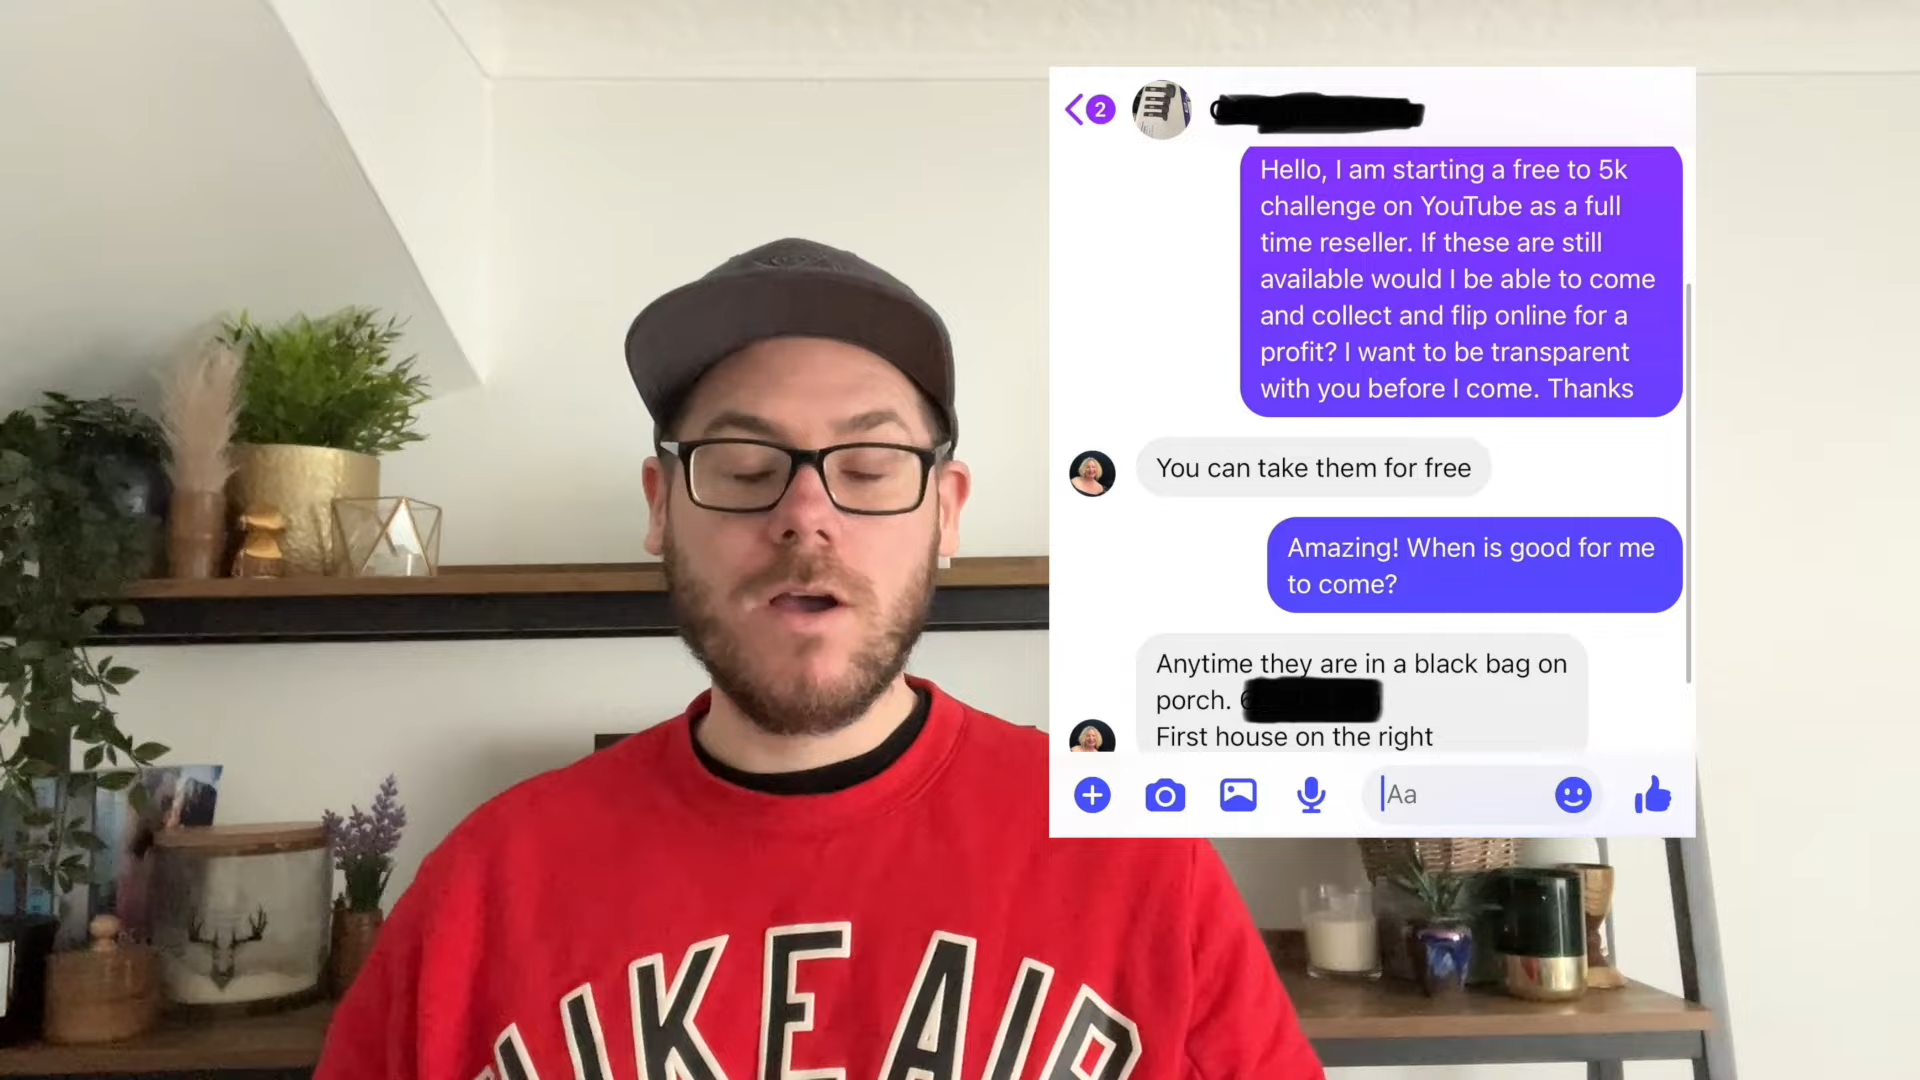 2
Hello, I am starting a free to 5k
challenge on YouTube as a full
time reseller. If these are still
available would I be able to come
and collect and flip online for a
profit? I want to be transparent
with you before I come. Thanks
You can take them for free
Amazing! When is good for me
to come?
Anytime they are in a black bag on
porch.
First house on the right
Aa
NIKE AIR